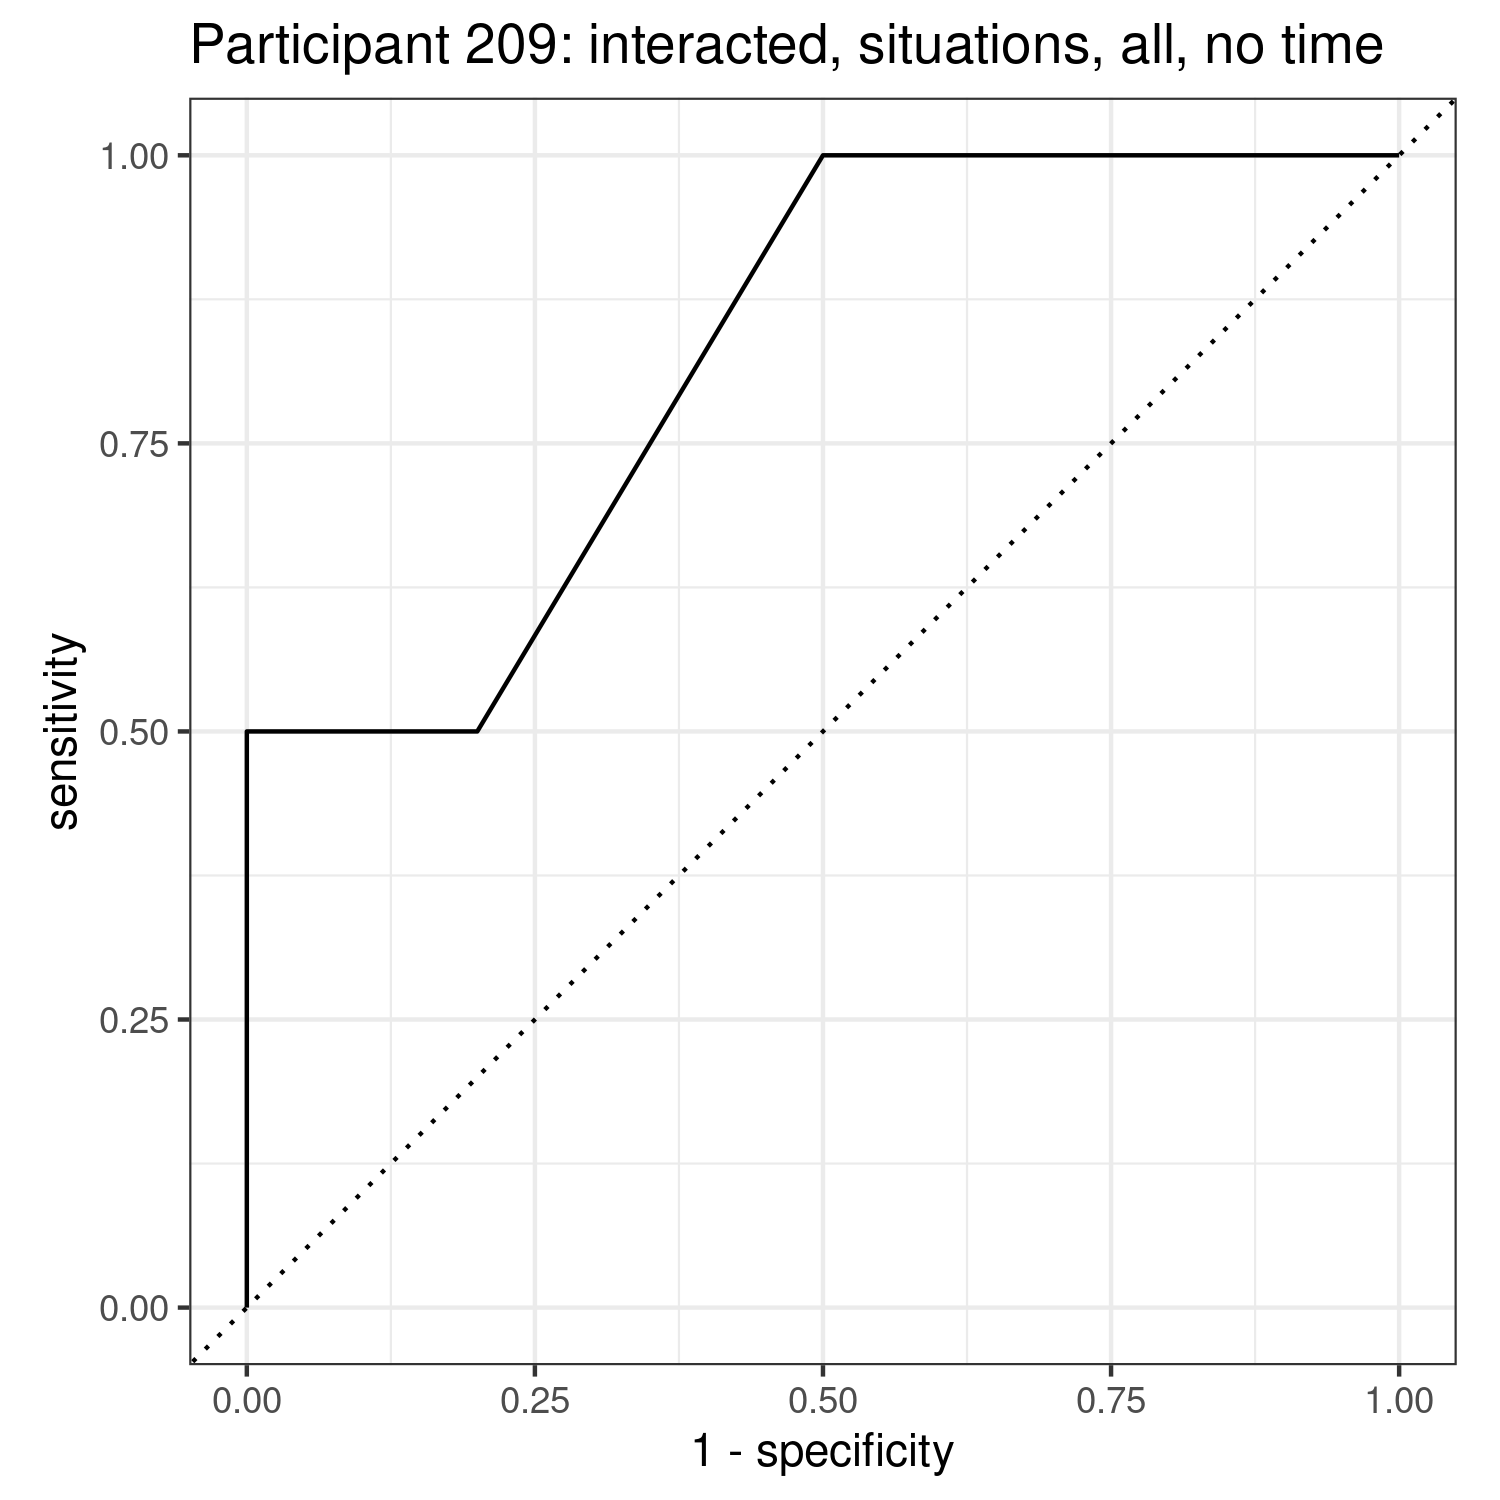 Participant 209: interacted, situations, all, no time
1.00
0.75
0.50
0.25
0.00
sensitivity
0.00 0.25 0.50 0.75 1.00
1 - specificity